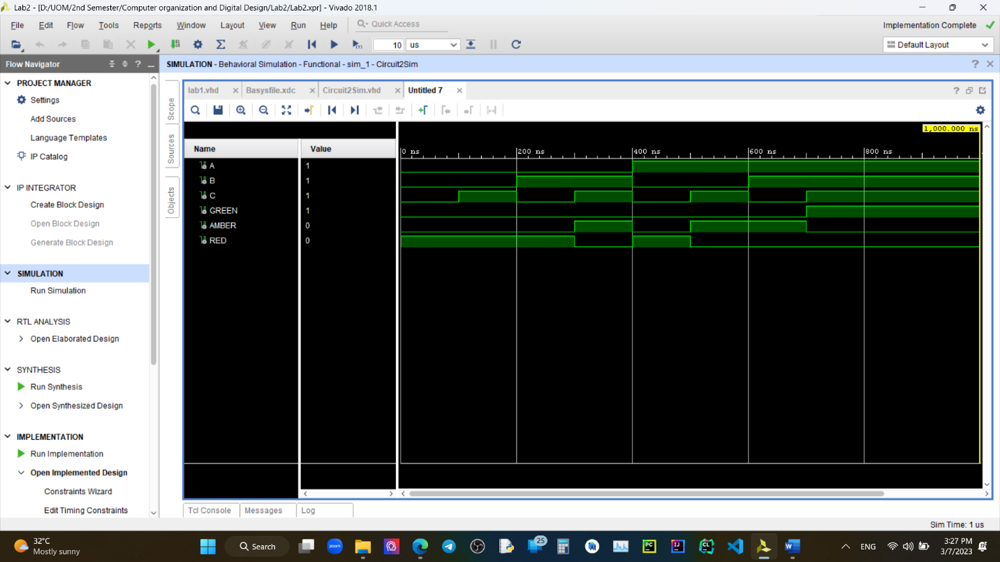 Lab2 - [D:/UOM/2nd Semester/Computer organization and Digital Design/Lab2/Lab2.xpr] - Vivado 2018.1
File Edit Flow Tools Reports Window Layout View Run Help Quick Access Implementation Complete
10 us Default Layout
Flow Navigator
SIMULATION - Behavioral Simulation - Functional - sim_1 - Circuit2Sim
PROJECT MANAGER
Settings
Add Sources
Language Templates
IP Catalog
IP INTEGRATOR
Create Block Design
Open Block Design
Generate Block Design
SIMULATION
Run Simulation
RTL ANALYSIS
Open Elaborated Design
SYNTHESIS
Run Synthesis
Open Synthesized Design
IMPLEMENTATION
Run Implementation
Open Implemented Design
Constraints Wizard
Edit Timing Constraints
Scope
Sources
Objects
lab1.vhd Basysfile.xdc Circuit2Sim.vhd Untitled 7
1,000.000 ns
Name Value
0 ns 200 ns 400 ns 600 ns 800 ns
A 1
B 1
C 1
GREEN 1
AMBER 0
RED 0
Tcl Console Messages Log
Sim Time: 1 us
32°C
Mostly sunny
Search
zoom
25
PC
IJ
CL
W
ENG
3:27 PM
3/7/2023